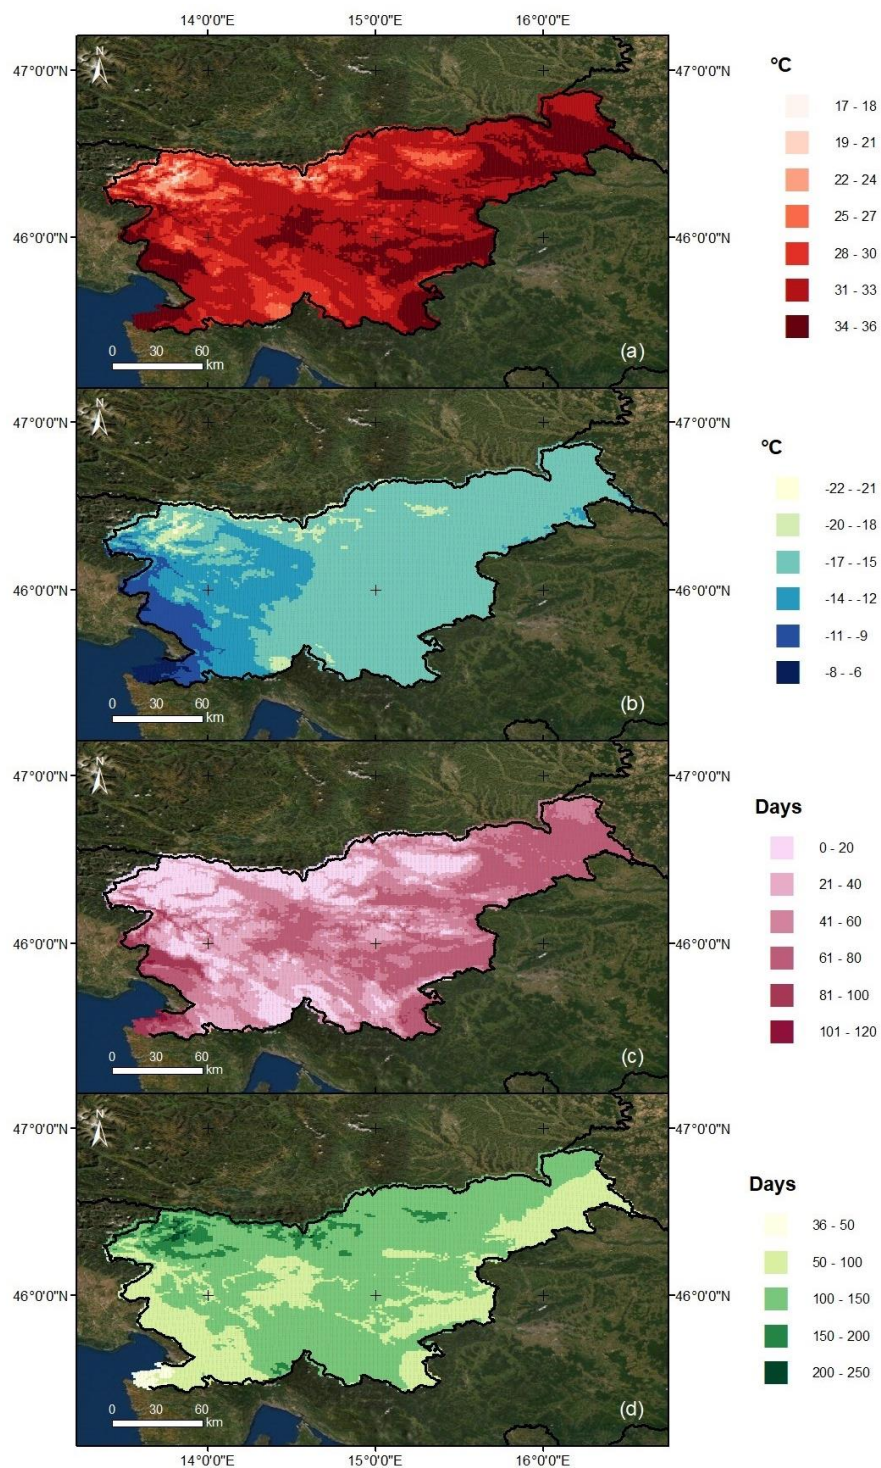 14°0'0"E 15°0'0"E 16°0'0"E
47°0'0"N N 47°0'0"N
46°0'0"N 46°0'0"N
0 30 60
km
(a)
°C
17 - 18
19 - 21
22 - 24
25 - 27
28 - 30
31 - 33
34 - 36
47°0'0"N N 47°0'0"N
46°0'0"N 46°0'0"N
0 30 60
km
(b)
°C
-22 - -21
-20 - -18
-17 - -15
-14 - -12
-11 - -9
-8 - -6
47°0'0"N N 47°0'0"N
46°0'0"N 46°0'0"N
0 30 60
km
(c)
Days
0 - 20
21 - 40
41 - 60
61 - 80
81 - 100
101 - 120
47°0'0"N N 47°0'0"N
46°0'0"N 46°0'0"N
0 30 60
km
(d)
Days
36 - 50
50 - 100
100 - 150
150 - 200
200 - 250
14°0'0"E 15°0'0"E 16°0'0"E